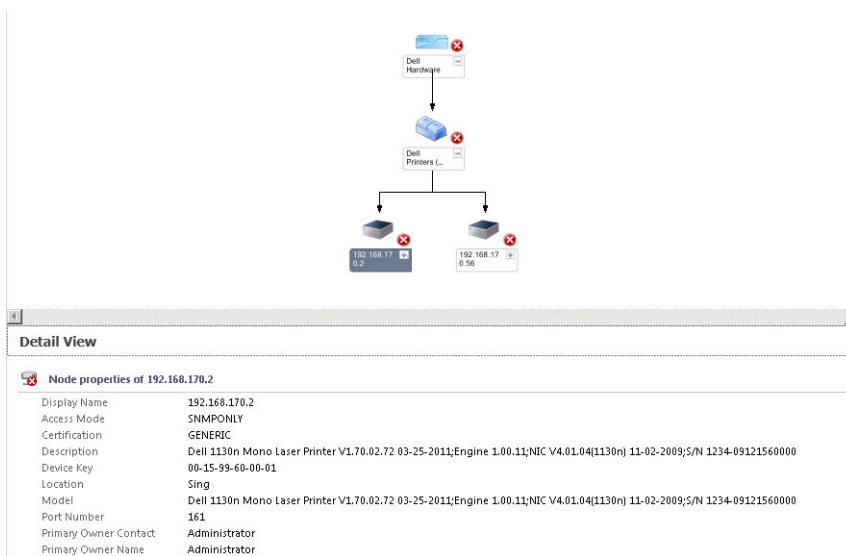 Dell
Hardware
Dell
Printers (...
192.168.17
0.2
192.168.17
0.56
Detail View
Node properties of 192.168.170.2
Display Name 192.168.170.2
Access Mode SNMPONLY
Certification GENERIC
Description Dell 1130n Mono Laser Printer V1.70.02.72 03-25-2011;Engine 1.00.11;NIC V4.01.04(1130n) 11-02-2009;S/N 1234-09121560000
Device Key 00-15-99-60-00-01
Location Sing
Model Dell 1130n Mono Laser Printer V1.70.02.72 03-25-2011;Engine 1.00.11;NIC V4.01.04(1130n) 11-02-2009;S/N 1234-09121560000
Port Number 161
Primary Owner Contact Administrator
Primary Owner Name Administrator